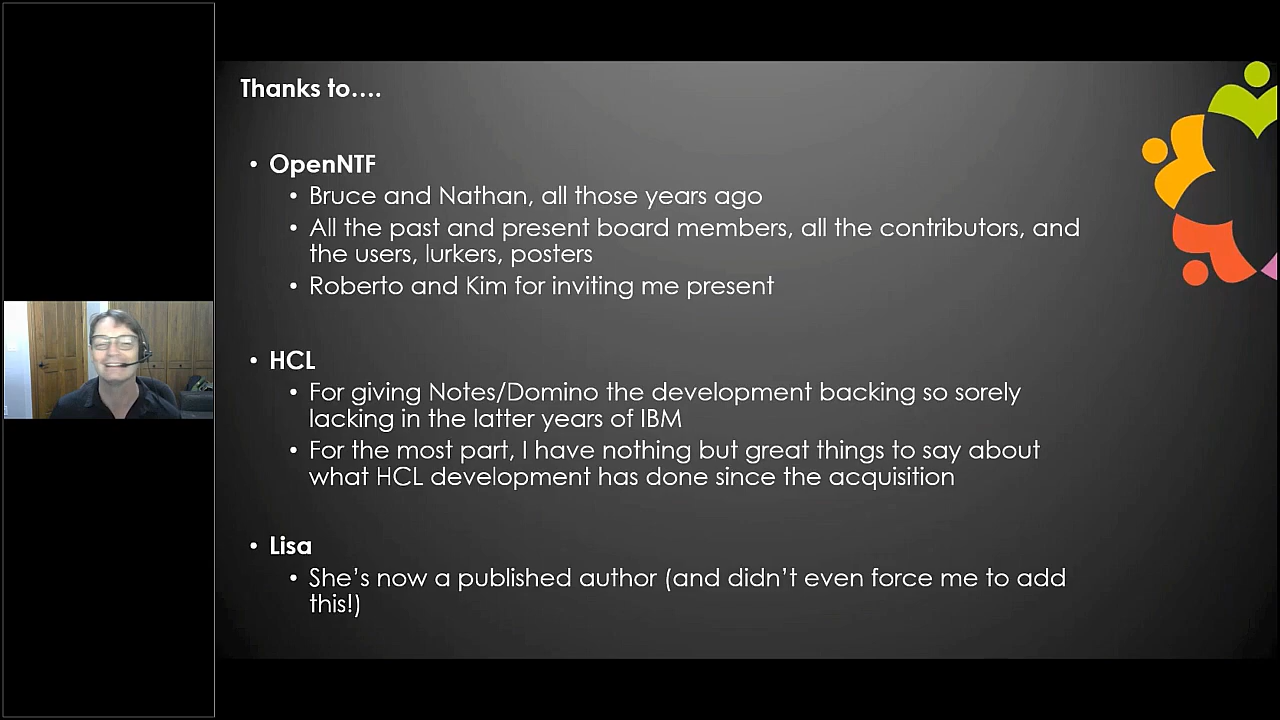 Thanks to….
• OpenNTF
• Bruce and Nathan, all those years ago
• All the past and present board members, all the contributors, and
the users, lurkers, posters
• Roberto and Kim for inviting me present
• HCL
• For giving Notes/Domino the development backing so sorely
lacking in the latter years of IBM
• For the most part, I have nothing but great things to say about
what HCL development has done since the acquisition
• Lisa
• She’s now a published author (and didn’t even force me to add
this!)